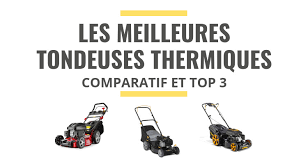 LES MEILLEURES
TONDEUSES THERMIQUES
COMPARATIF ET TOP 3